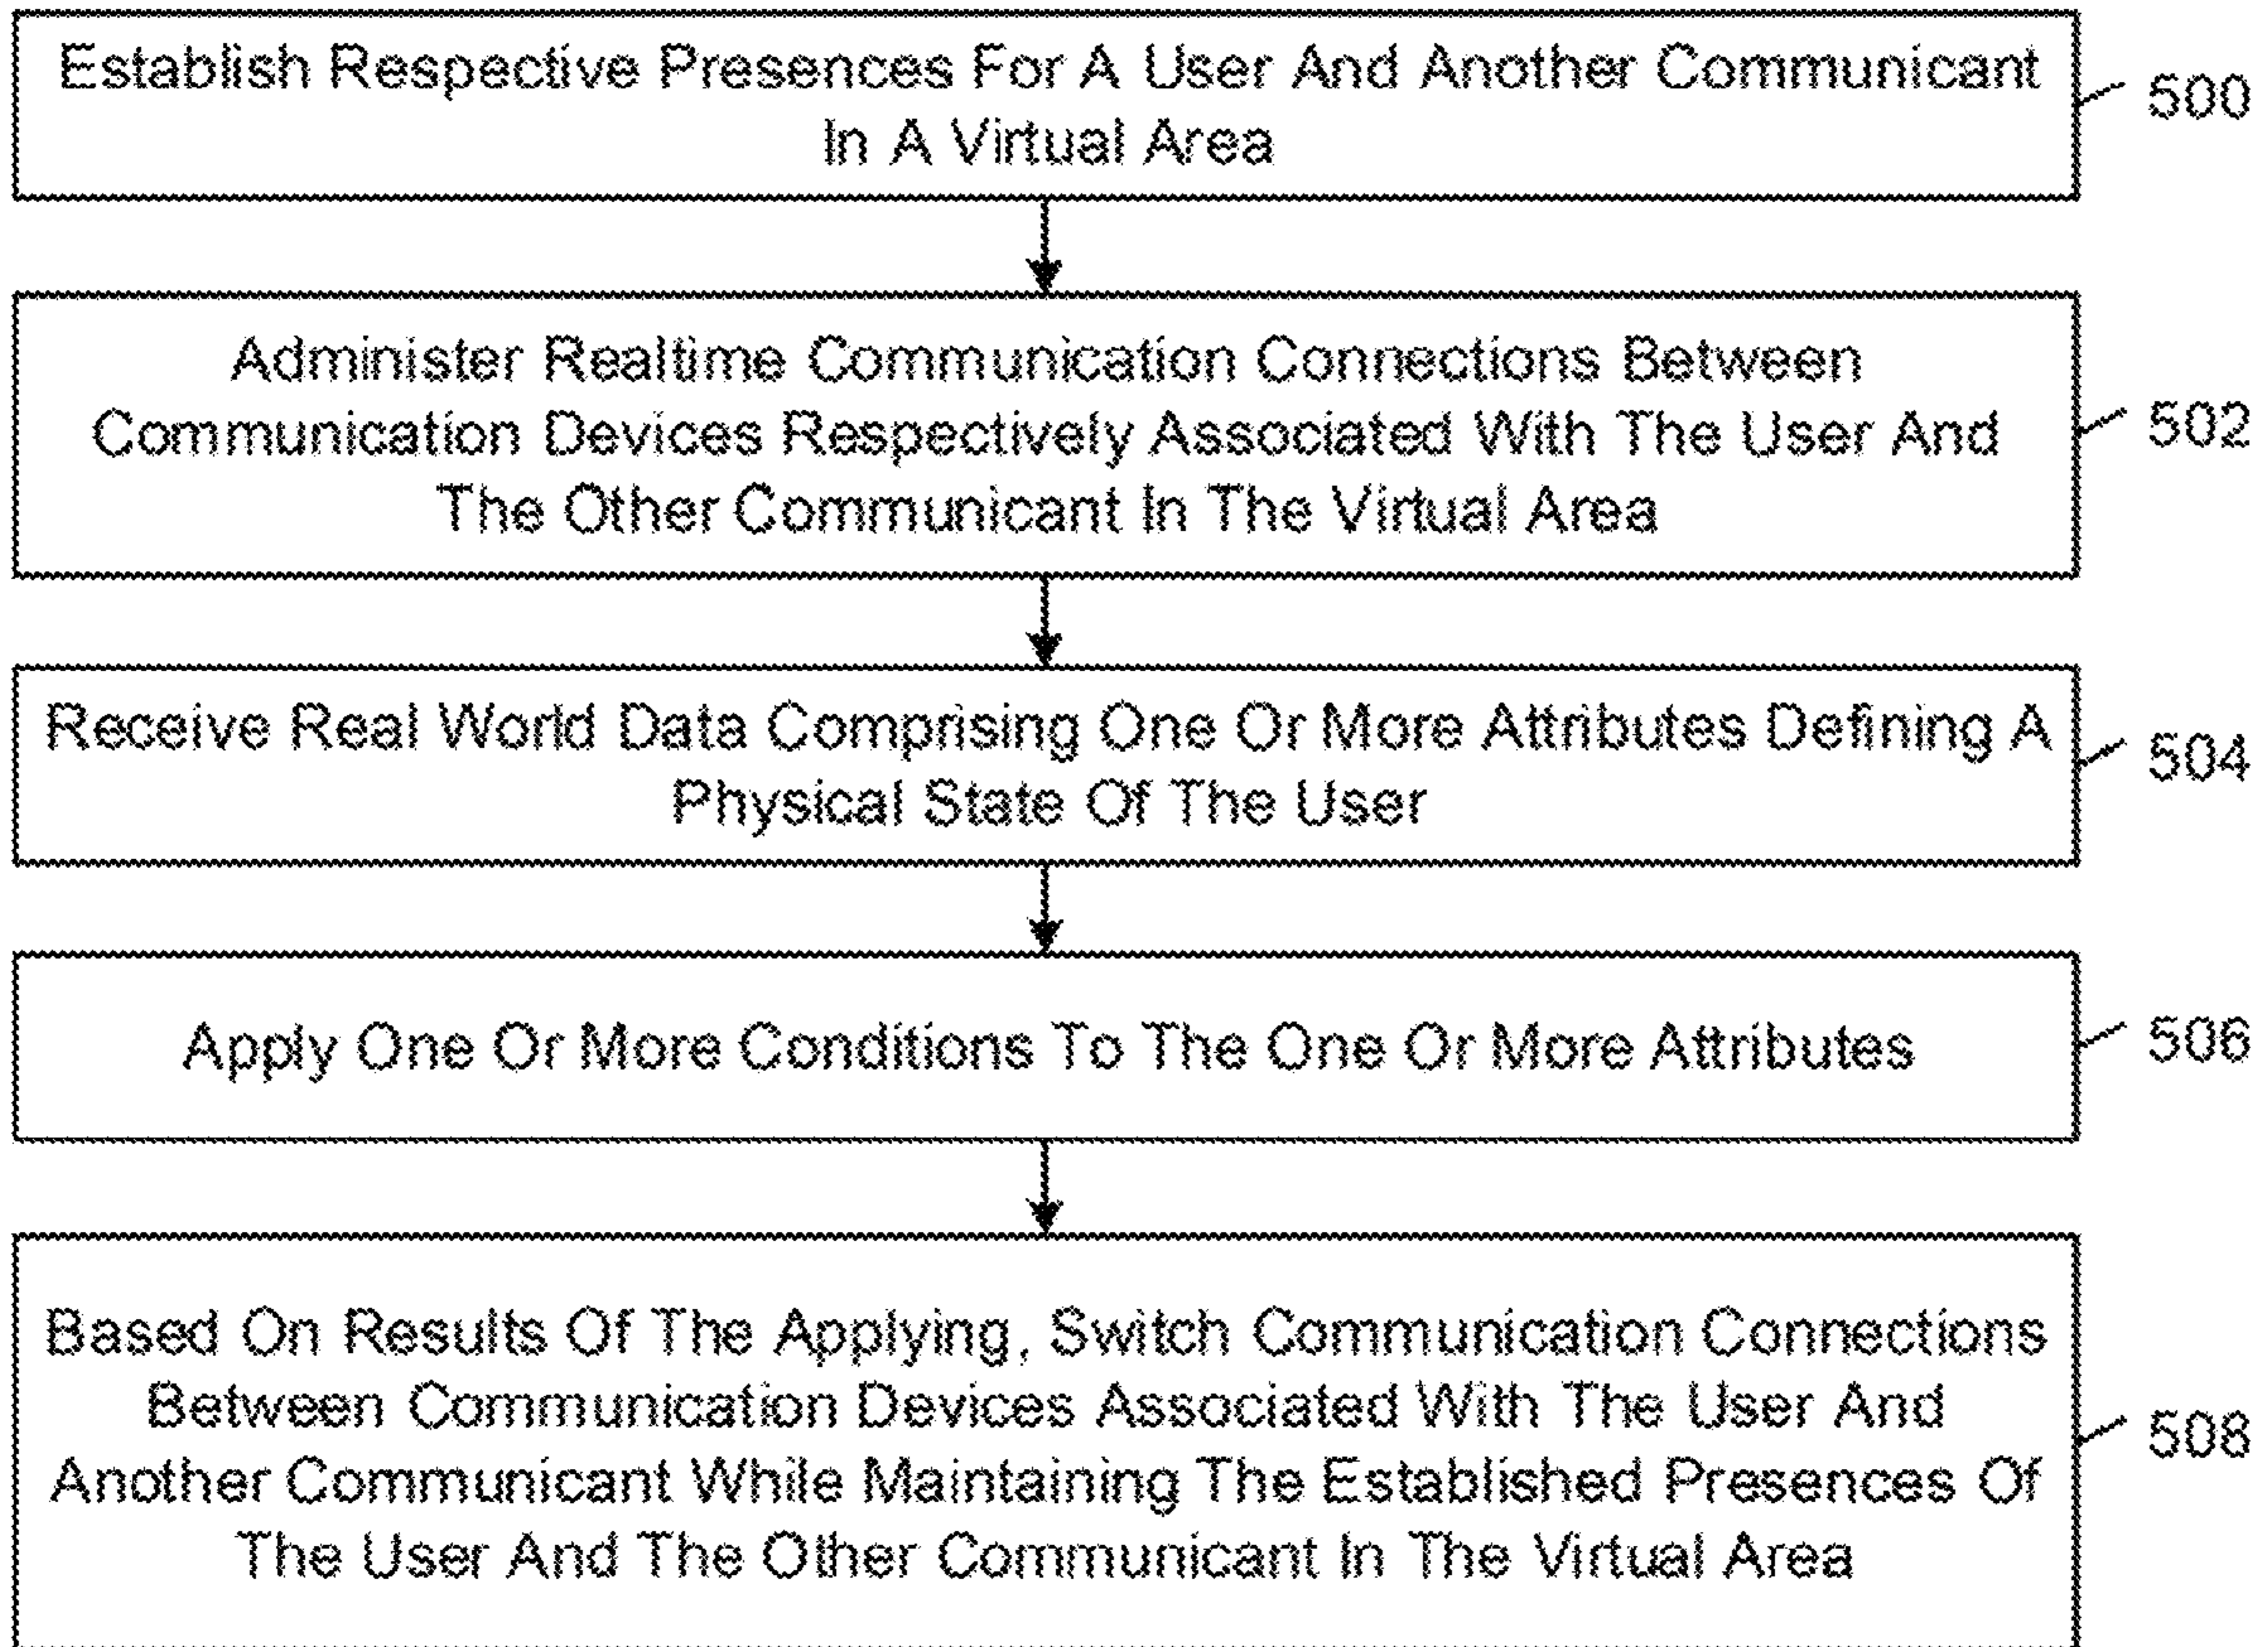 Establish Respective Presences For A User And Another Communicant
In A Virtual Area
500
Administer Realtime Communication Connections Between
Communication Devices Respectively Associated With The User And
The Other Communicant In The Virtual Area
502
Receive Real World Data Comprising One Or More Attributes Defining A
Physical State Of The User
504
Apply One Or More Conditions To The One Or More Attributes
506
Based On Results Of The Applying, Switch Communication Connections
Between Communication Devices Associated With The User And
Another Communicant While Maintaining The Established Presences Of
The User And The Other Communicant In The Virtual Area
508